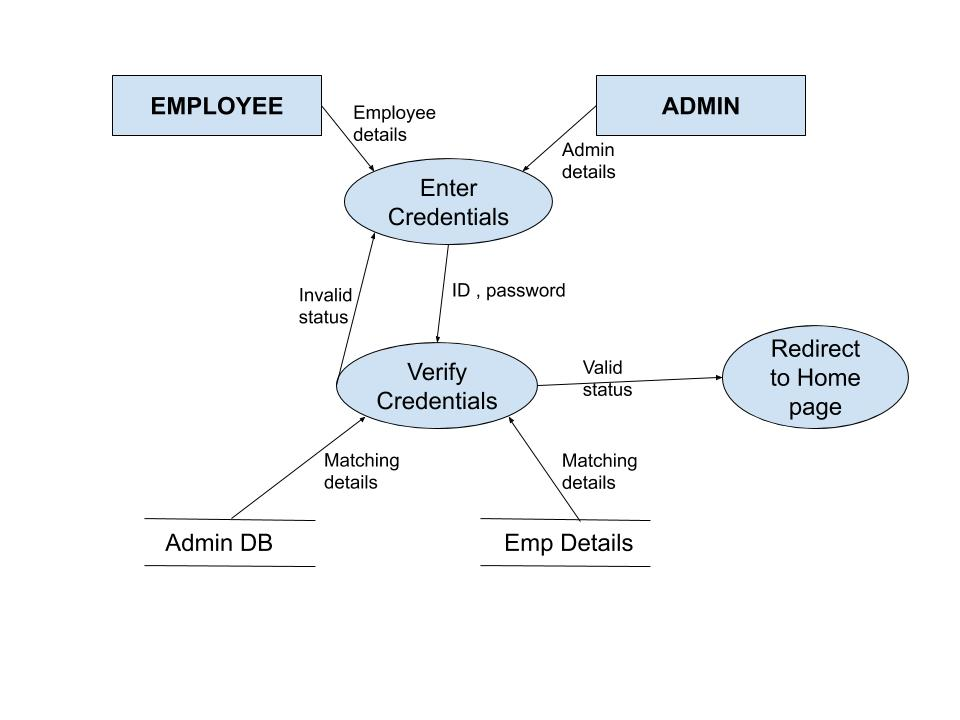 EMPLOYEE
ADMIN
Employee
details
Admin
details
Enter
Credentials
Invalid
status
ID , password
Verify
Credentials
Valid
status
Redirect
to Home
page
Matching
details
Matching
details
Admin DB
Emp Details